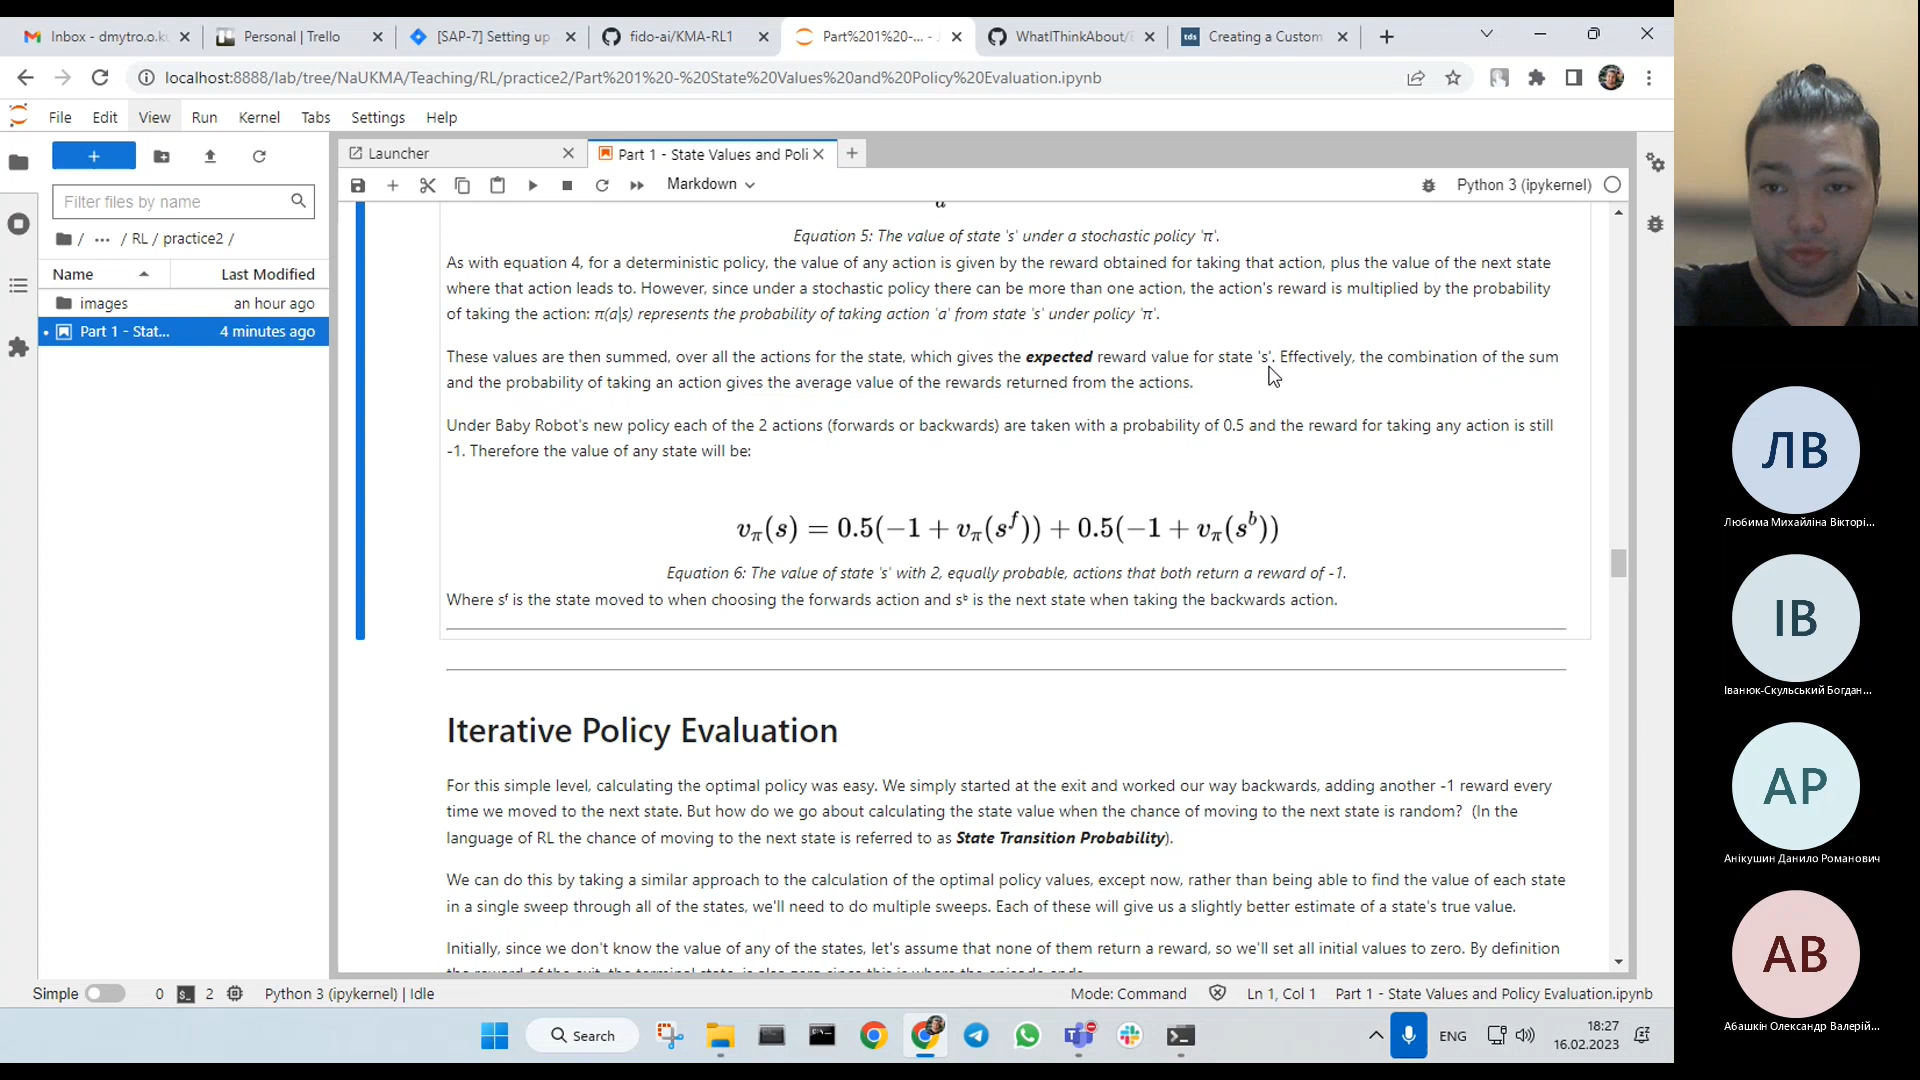 Inbox - dmytro.o.k
Personal | Trello
[SAP-7] Setting up
fido-ai/KMA-RL1
Part%201%20-...
WhatIThinkAbout/
Creating a Custom
localhost:8888/lab/tree/NaUKMA/Teaching/RL/practice2/Part%201%20-%20State%20Values%20and%20Policy%20Evaluation.ipynb
File Edit View Run Kernel Tabs Settings Help
Launcher
Part 1 - State Values and Poli
Filter files by name
Markdown
Python 3 (ipykernel)
/ ... / RL / practice2 /
Name Last Modified
images an hour ago
Part 1 - Stat... 4 minutes ago
a
Equation 5: The value of state 's' under a stochastic policy 'π'.
As with equation 4, for a deterministic policy, the value of any action is given by the reward obtained for taking that action, plus the value of the next state
where that action leads to. However, since under a stochastic policy there can be more than one action, the action's reward is multiplied by the probability
of taking the action: π(a|s) represents the probability of taking action 'a' from state 's' under policy 'π'.
These values are then summed, over all the actions for the state, which gives the expected reward value for state 's'. Effectively, the combination of the sum
and the probability of taking an action gives the average value of the rewards returned from the actions.
Under Baby Robot's new policy each of the 2 actions (forwards or backwards) are taken with a probability of 0.5 and the reward for taking any action is still
-1. Therefore the value of any state will be:
vπ(s) = 0.5(−1 + vπ(sᶠ)) + 0.5(−1 + vπ(sᵇ))
Equation 6: The value of state 's' with 2, equally probable, actions that both return a reward of -1.
Where sᶠ is the state moved to when choosing the forwards action and sᵇ is the next state when taking the backwards action.
Iterative Policy Evaluation
For this simple level, calculating the optimal policy was easy. We simply started at the exit and worked our way backwards, adding another -1 reward every
time we moved to the next state. But how do we go about calculating the state value when the chance of moving to the next state is random? (In the
language of RL the chance of moving to the next state is referred to as State Transition Probability).
We can do this by taking a similar approach to the calculation of the optimal policy values, except now, rather than being able to find the value of each state
in a single sweep through all of the states, we'll need to do multiple sweeps. Each of these will give us a slightly better estimate of a state's true value.
Initially, since we don't know the value of any of the states, let's assume that none of them return a reward, so we'll set all initial values to zero. By definition
the reward of the exit, the terminal state, is also zero since this is where the episode ends
Simple 0 2 Python 3 (ipykernel) | Idle
Mode: Command Ln 1, Col 1 Part 1 - State Values and Policy Evaluation.ipynb
Search
ENG
18:27
16.02.2023
ЛВ
Любима Михайліна Вікторі...
ІВ
Іванюк-Скульський Богдан...
АР
Анікушин Данило Романович
АВ
Абашкін Олександр Валерій...